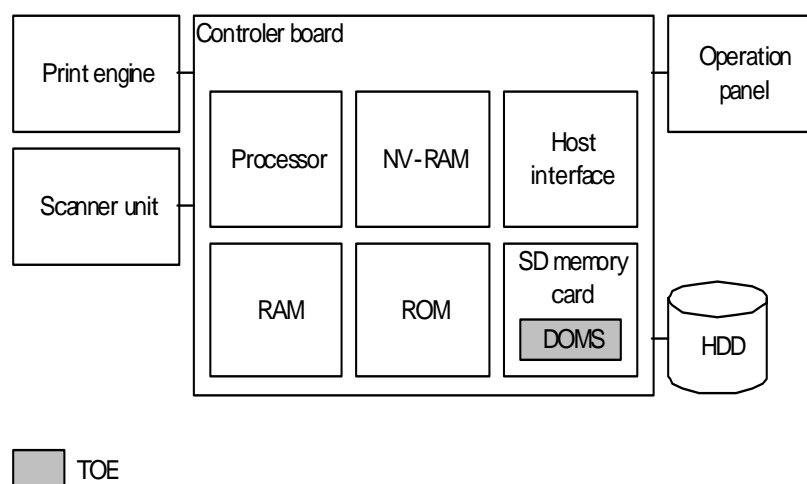 Controler board
Print engine
Operation
panel
Processor
NV-RAM
Host
interface
Scanner unit
RAM
ROM
SD memory
card
DOMS
HDD
TOE